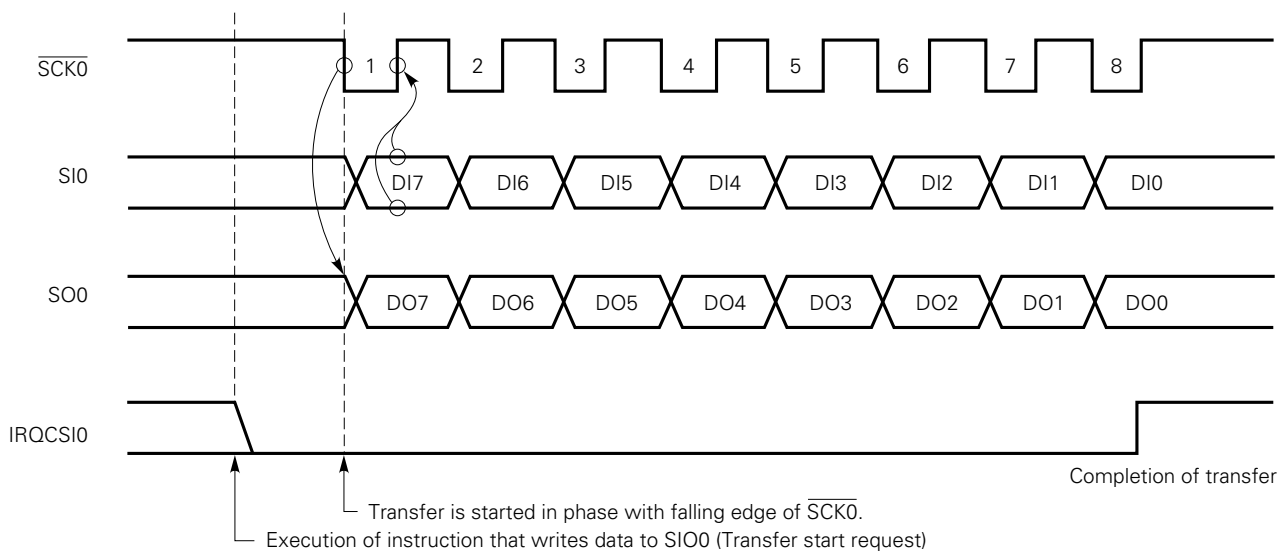 SCK0 1 2 3 4 5 6 7 8
SI0 DI7 DI6 DI5 DI4 DI3 DI2 DI1 DI0
SO0 DO7 DO6 DO5 DO4 DO3 DO2 DO1 DO0
IRQCSI0
Completion of transfer
Transfer is started in phase with falling edge of SCK0.
Execution of instruction that writes data to SIO0 (Transfer start request)